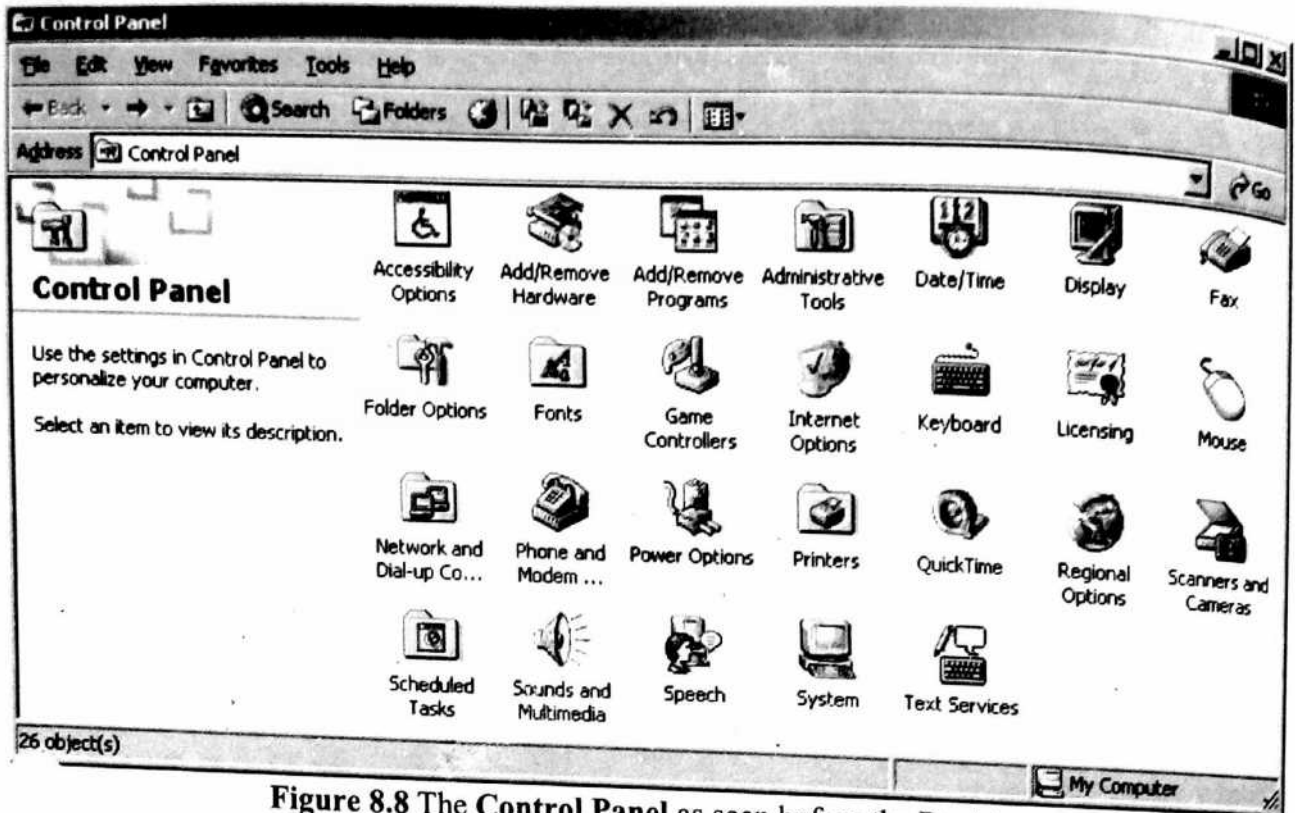 Control Panel
File Edit View Favorites Tools Help
Back Search Folders
Address Control Panel Go
Control Panel
Use the settings in Control Panel to
personalize your computer.
Select an item to view its description.
Accessibility
Options
Add/Remove
Hardware
Add/Remove
Programs
Administrative
Tools
Date/Time
Display
Fax
Folder Options
Fonts
Game
Controllers
Internet
Options
Keyboard
Licensing
Mouse
Network and
Dial-up Co...
Phone and
Modem ...
Power Options
Printers
QuickTime
Regional
Options
Scanners and
Cameras
Scheduled
Tasks
Sounds and
Multimedia
Speech
System
Text Services
26 object(s)
My Computer
Figure 8.8 The Control Panel as seen before the